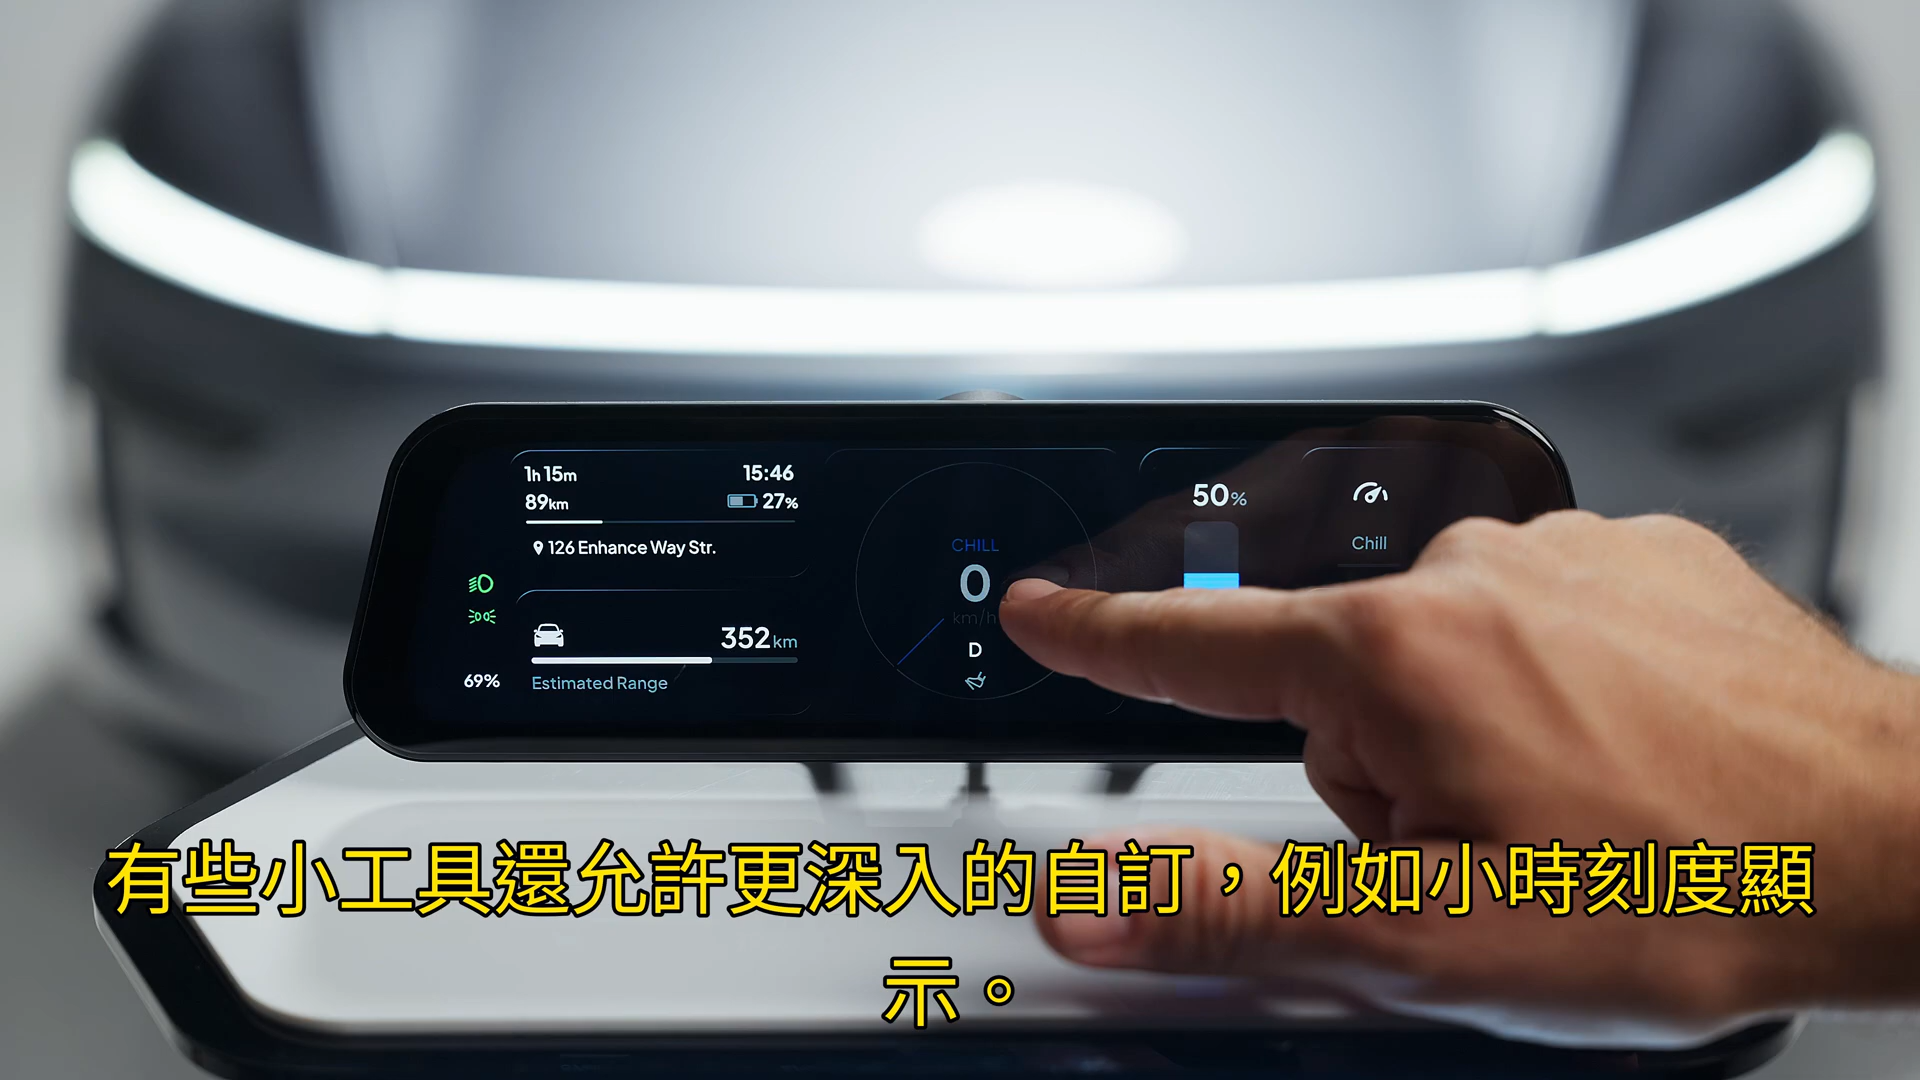 1h 15m 15:46
89km 27%
126 Enhance Way Str.
352km
69% Estimated Range
CHILL
0
km/h
D
50%
Chill
有些小工具還允許更深入的自訂，例如小時刻度顯
示。